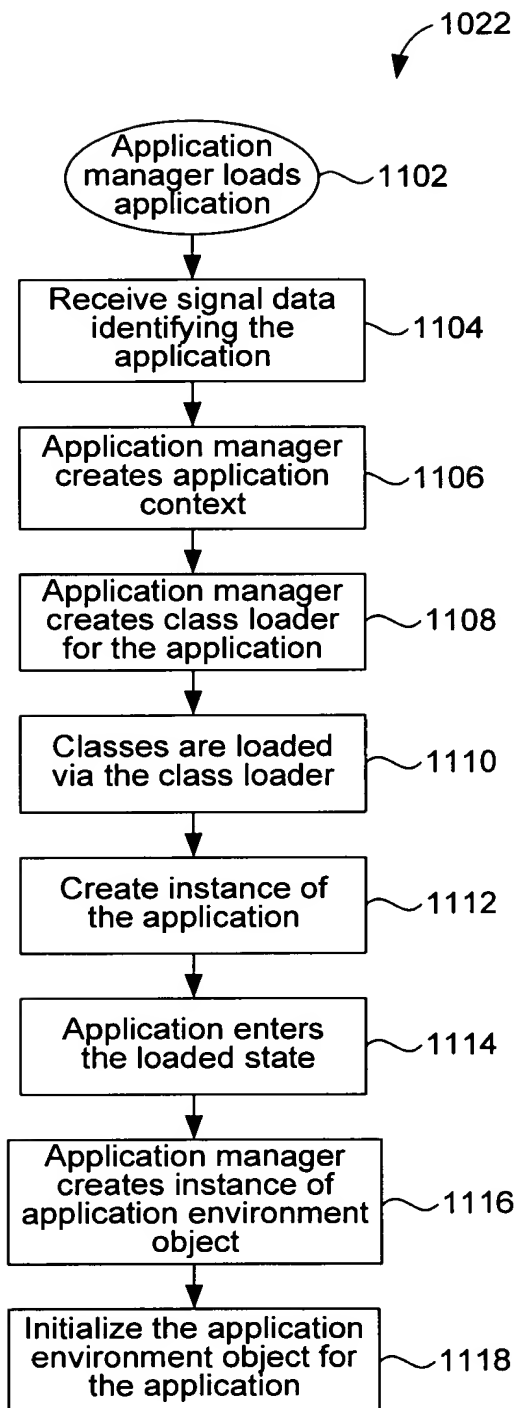 1022
Application
manager loads
application
1102
Receive signal data
identifying the
application
1104
Application manager
creates application
context
1106
Application manager
creates class loader
for the application
1108
Classes are loaded
via the class loader
1110
Create instance of
the application
1112
Application enters
the loaded state
1114
Application manager
creates instance of
application environment
object
1116
Initialize the application
environment object for
the application
1118